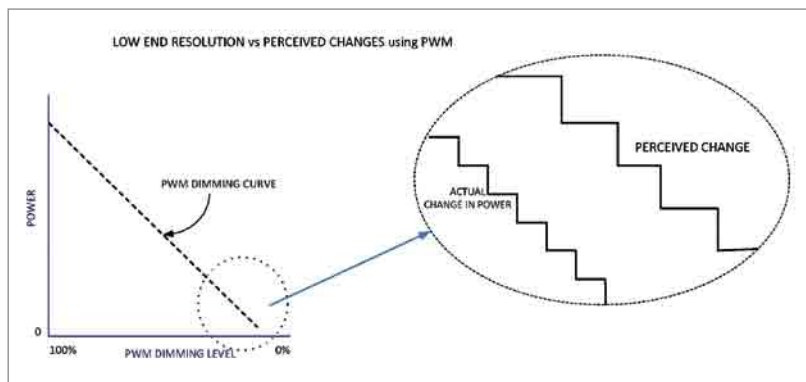 LOW END RESOLUTION vs PERCEIVED CHANGES using PWM
PWM DIMMING CURVE
POWER
0
100%
PWM DIMMING LEVEL
0%
PERCEIVED CHANGE
ACTUAL
CHANGE IN POWER